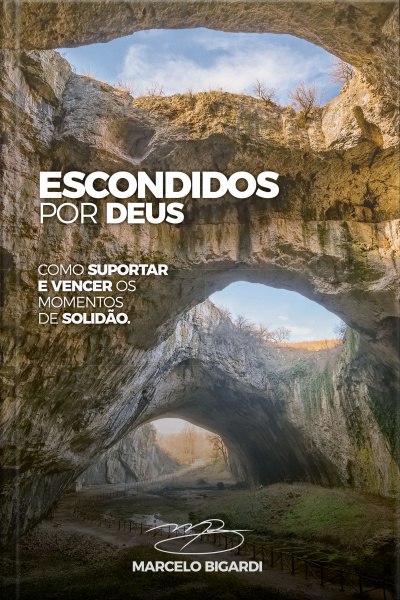 ESCONDIDOS
POR DEUS
COMO SUPORTAR
E VENCER OS
MOMENTOS
DE SOLIDÃO.
MARCELO BIGARDI